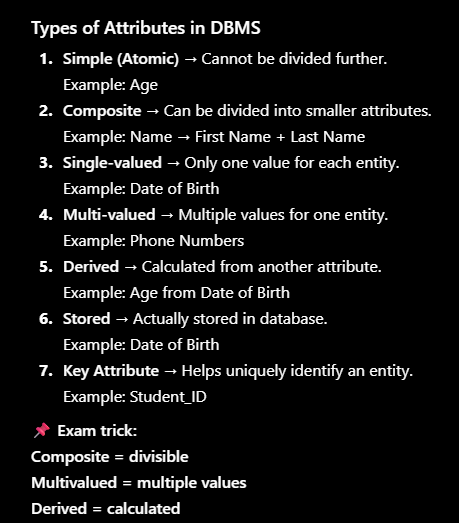 Types of Attributes in DBMS
1. Simple (Atomic) → Cannot be divided further.
Example: Age
2. Composite → Can be divided into smaller attributes.
Example: Name → First Name + Last Name
3. Single-valued → Only one value for each entity.
Example: Date of Birth
4. Multi-valued → Multiple values for one entity.
Example: Phone Numbers
5. Derived → Calculated from another attribute.
Example: Age from Date of Birth
6. Stored → Actually stored in database.
Example: Date of Birth
7. Key Attribute → Helps uniquely identify an entity.
Example: Student_ID
📌 Exam trick:
Composite = divisible
Multivalued = multiple values
Derived = calculated